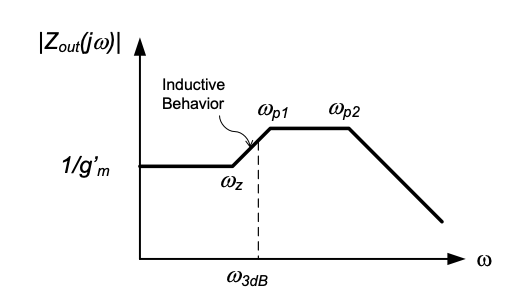 |Z_out(jω)|
Inductive
Behavior
ω_p1
ω_p2
1/g'_m
ω_z
ω
ω_3dB